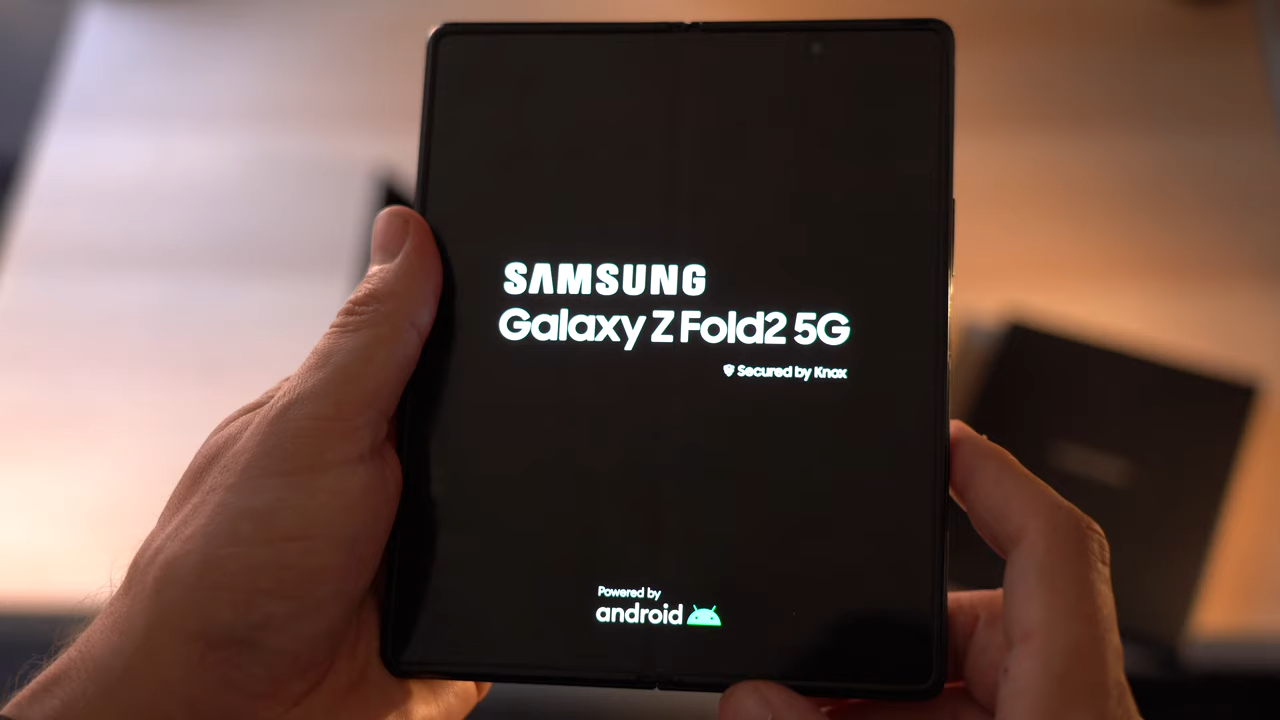 SAMSUNG
Galaxy Z Fold2 5G
Secured by Knox
Powered by
android